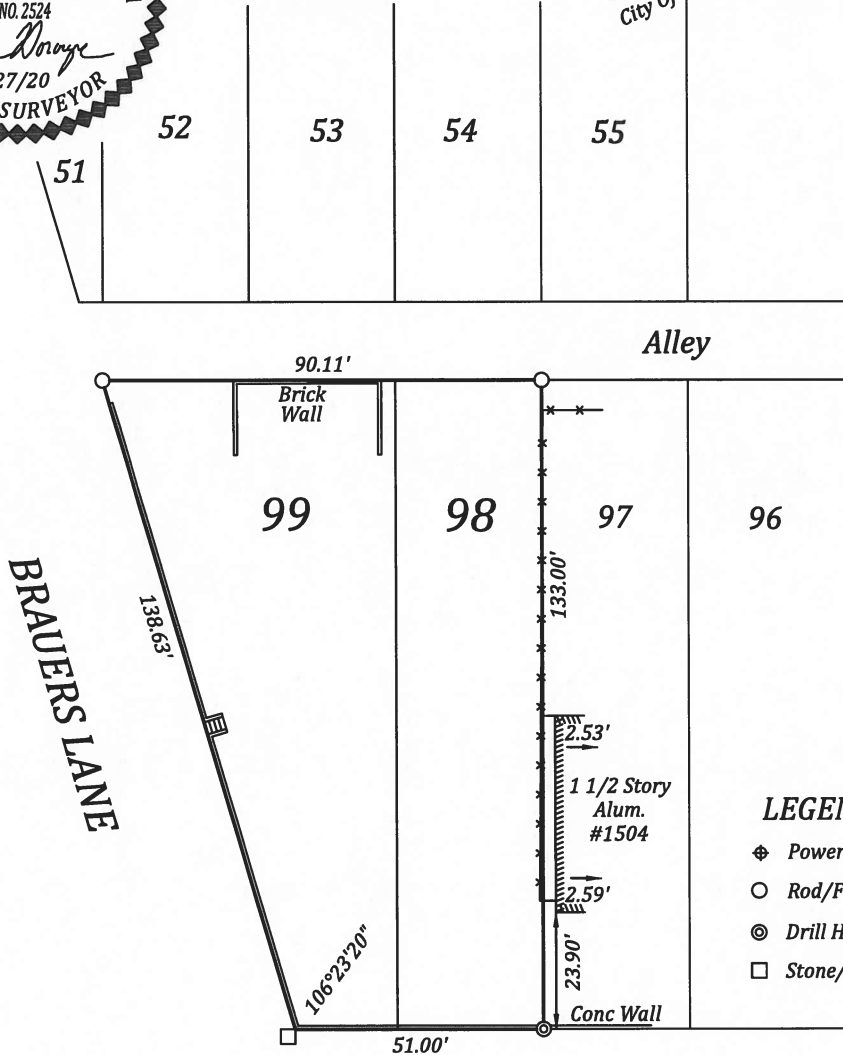 NO. 2524
27/20
SURVEYOR
City
51
52
53
54
55
Alley
90.11'
Brick
Wall
99
98
97
96
133.00'
138.63'
BRAUERS LANE
2.53'
1 1/2 Story
Alum.
#1504
2.59'
23.90'
106°23'20"
Conc Wall
51.00'
Power
Rod/F
Drill H
Stone/